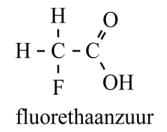 H O
H – C – C
F OH
fluorethaanzuur